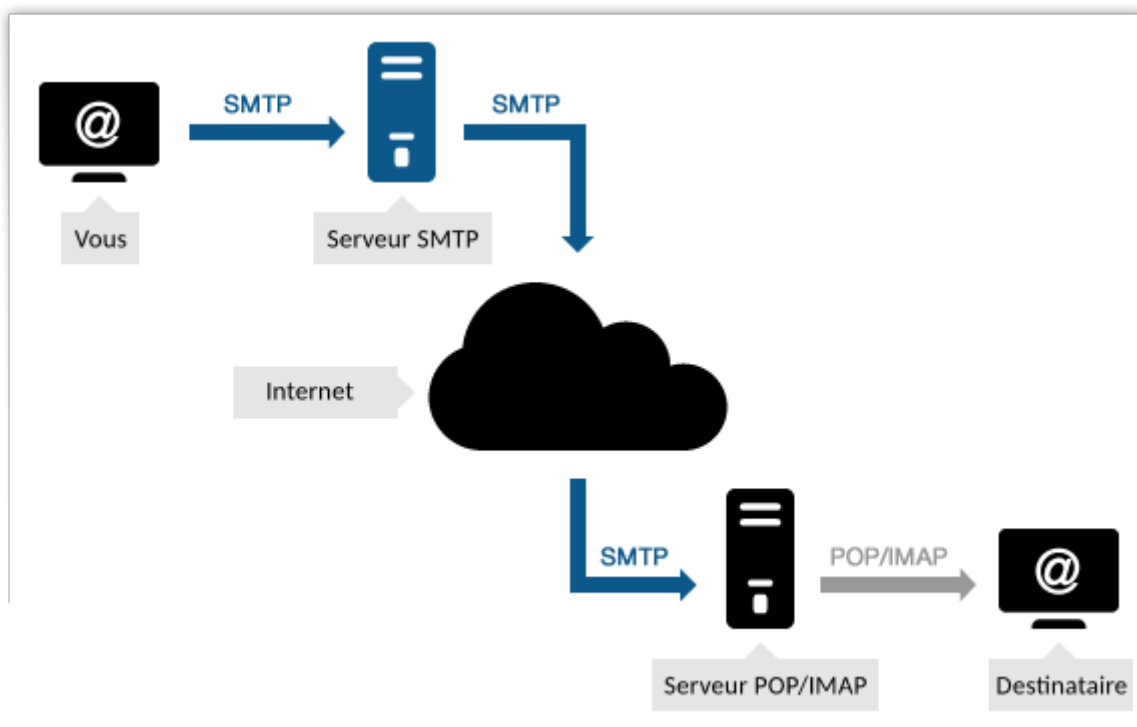 @
SMTP
SMTP
Vous
Serveur SMTP
Internet
SMTP
POP/IMAP
@
Serveur POP/IMAP
Destinataire